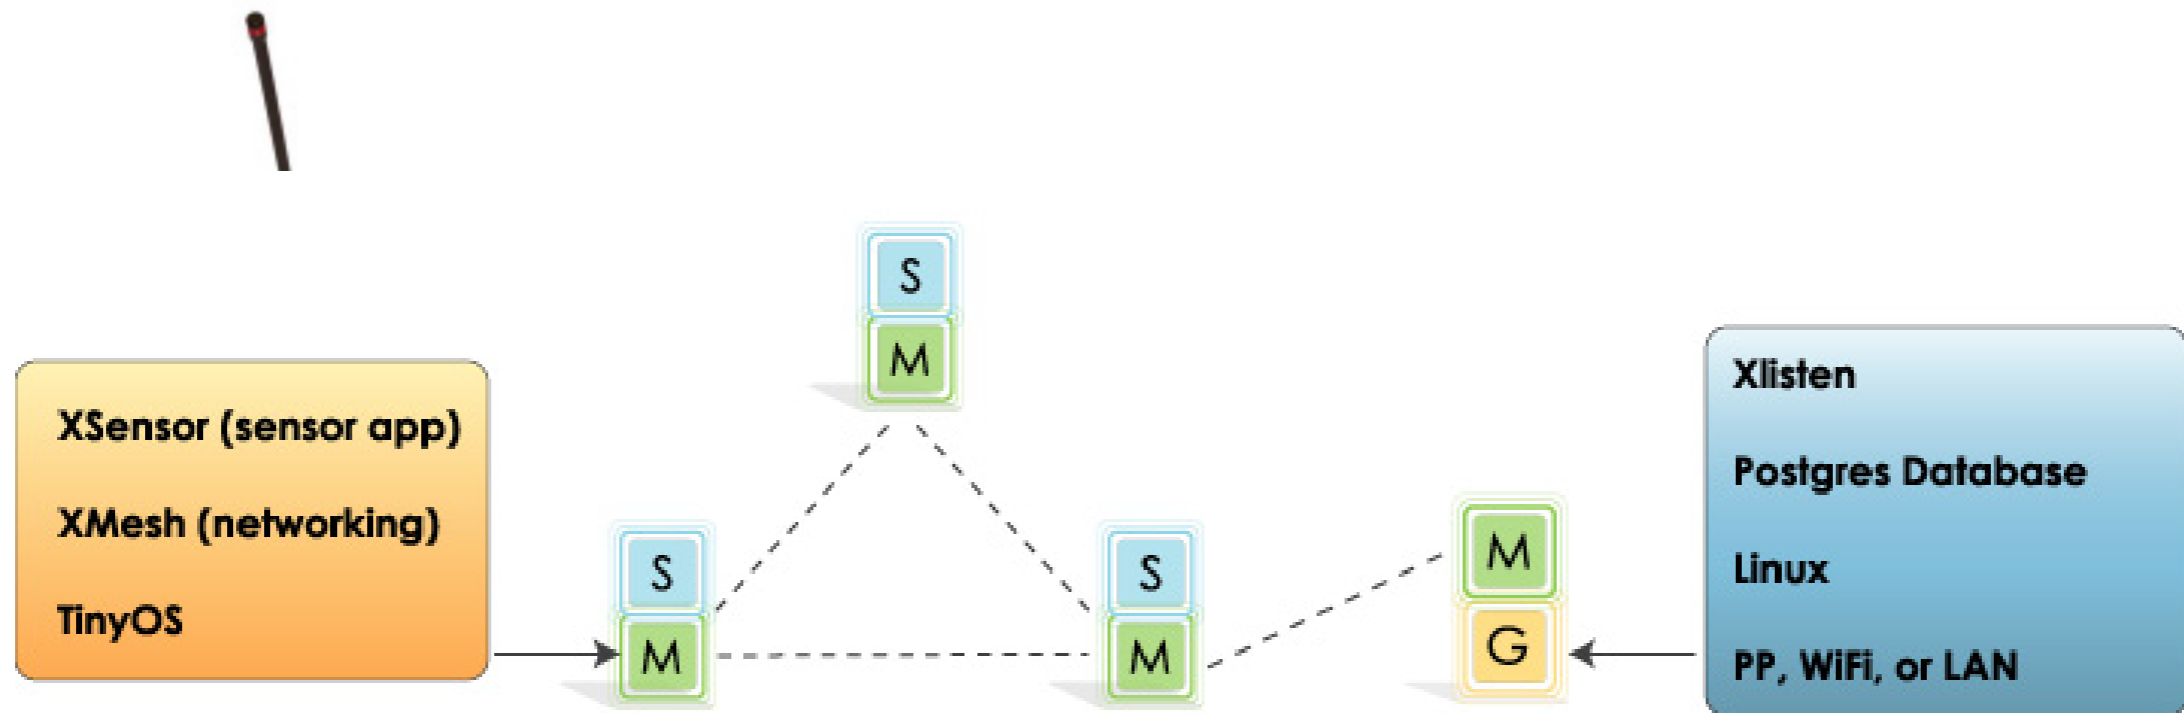 S
M
XSensor (sensor app)
XMesh (networking)
TinyOS
S
M
S
M
M
G
Xlisten
Postgres Database
Linux
PP, WiFi, or LAN